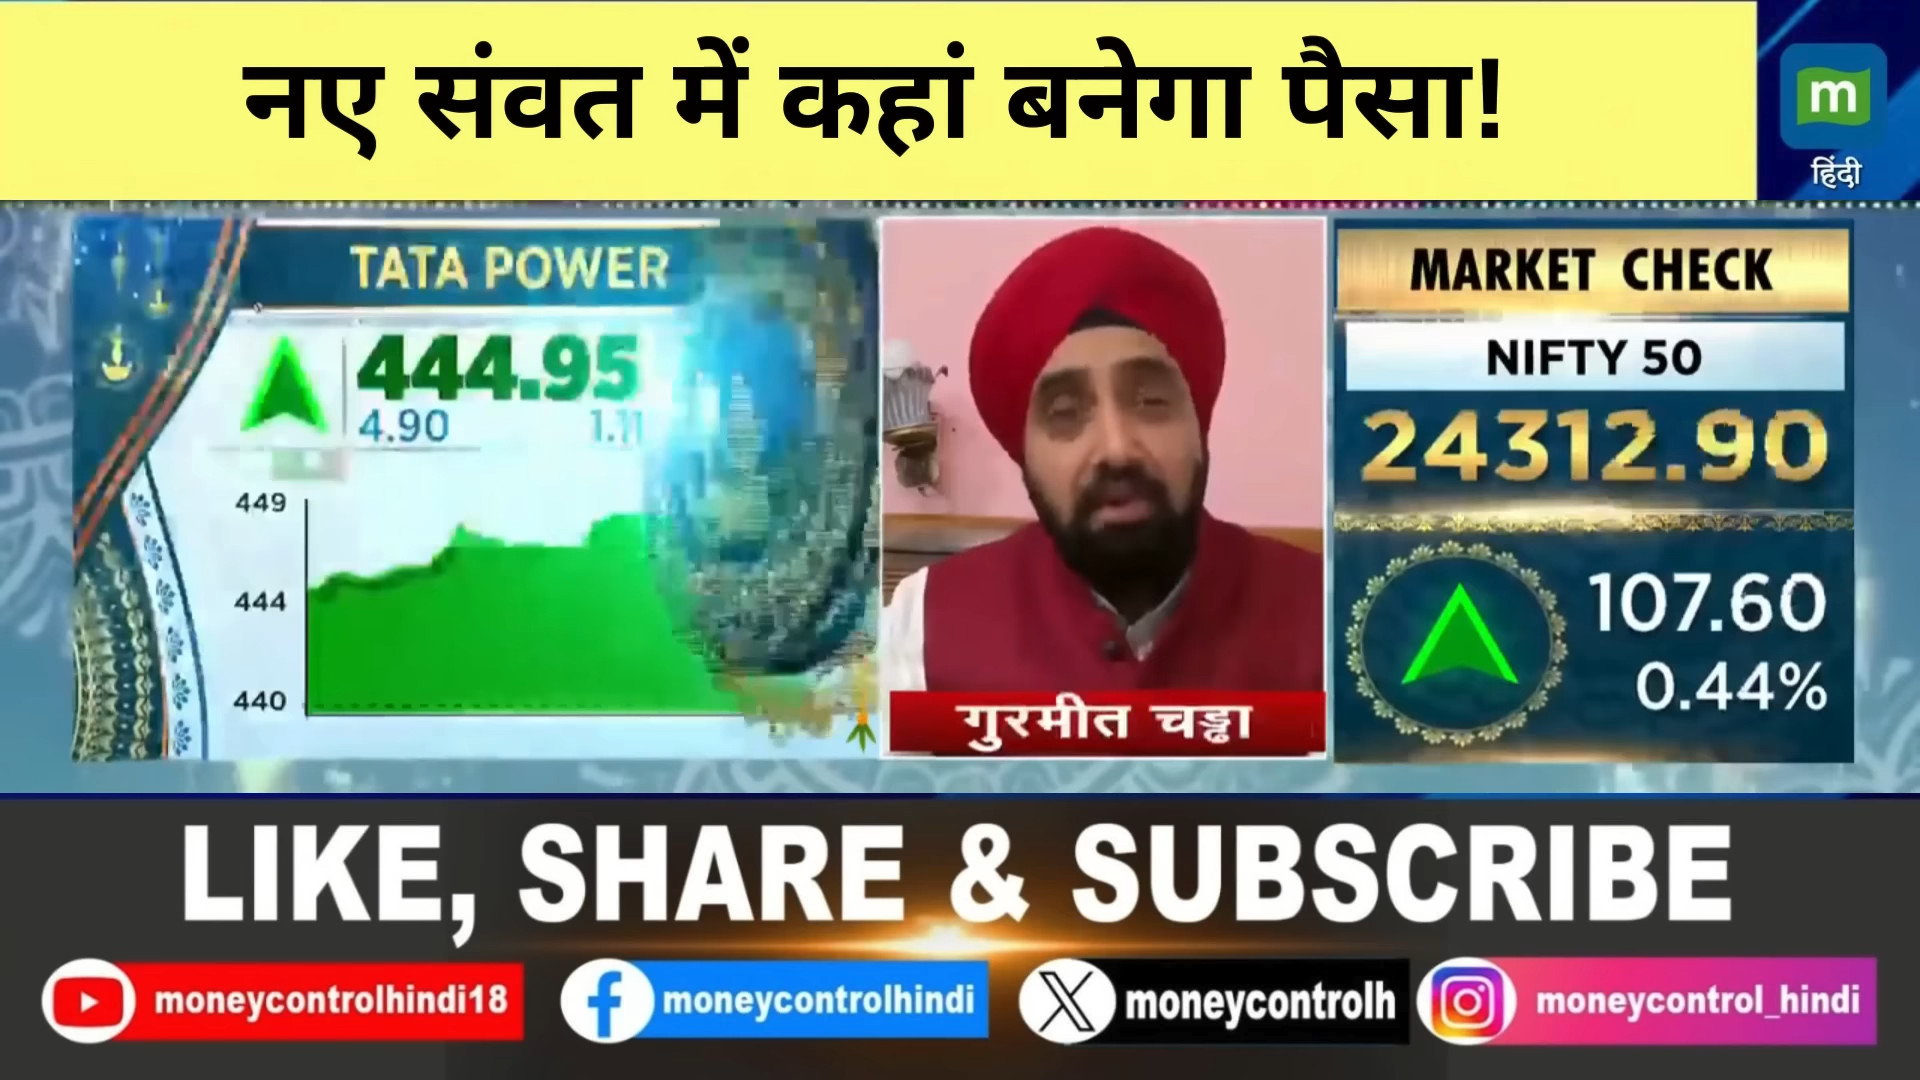 नए संवत में कहां बनेगा पैसा!
m
हिंदी
TATA POWER
444.95
4.90 1.11
449
444
440
गुरमीत चड्ढा
MARKET CHECK
NIFTY 50
24312.90
107.60
0.44%
LIKE, SHARE & SUBSCRIBE
moneycontrolhindi18
moneycontrolhindi
moneycontrolh
moneycontrol_hindi